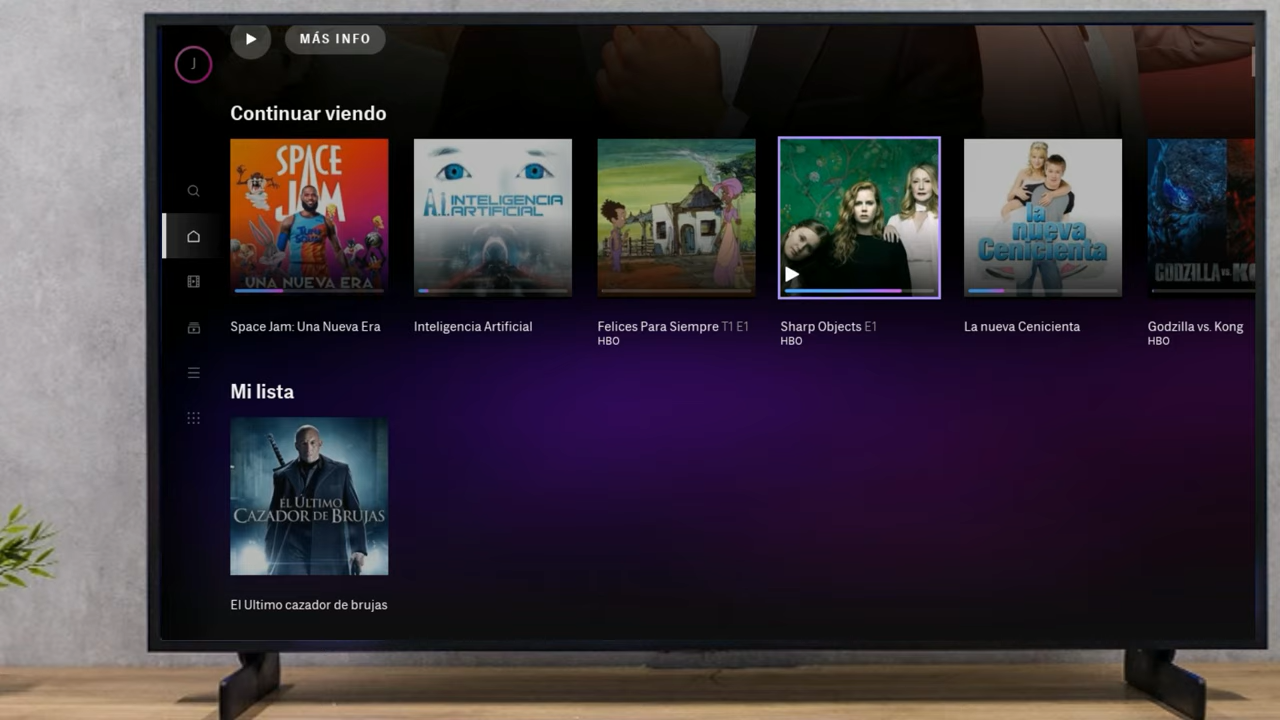 MÁS INFO
J
Continuar viendo
SPACE
JAM
UNA NUEVA ERA
A.I. INTELIGENCIA
ARTIFICIAL
la
nueva
Cenicienta
GODZILLA VS. KO
Space Jam: Una Nueva Era
Inteligencia Artificial
Felices Para Siempre T1 E1
HBO
Sharp Objects E1
HBO
La nueva Cenicienta
Godzilla vs. Kong
HBO
Mi lista
EL ÚLTIMO
CAZADOR DE BRUJAS
El Ultimo cazador de brujas